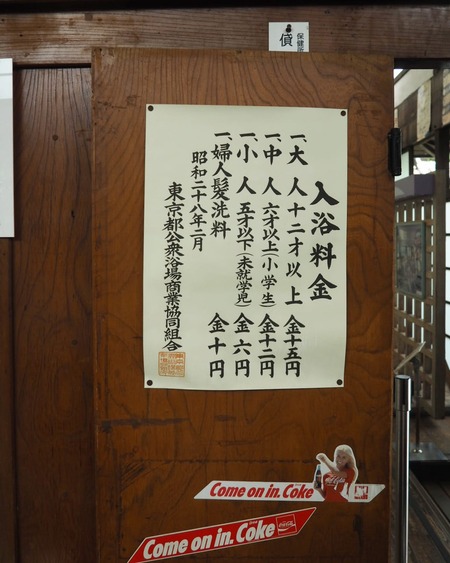 保健所
貸
入浴料金
一、大人 十二才以上 金十五円
一、中人 六才以上(小学生) 金十二円
一、小人 五才以下(未就学児) 金六円
一、婦人髪洗料 金十円
昭和二十八年二月
東京都公衆浴場商業協同組合
Come on in. Coke
Come on in. Coke